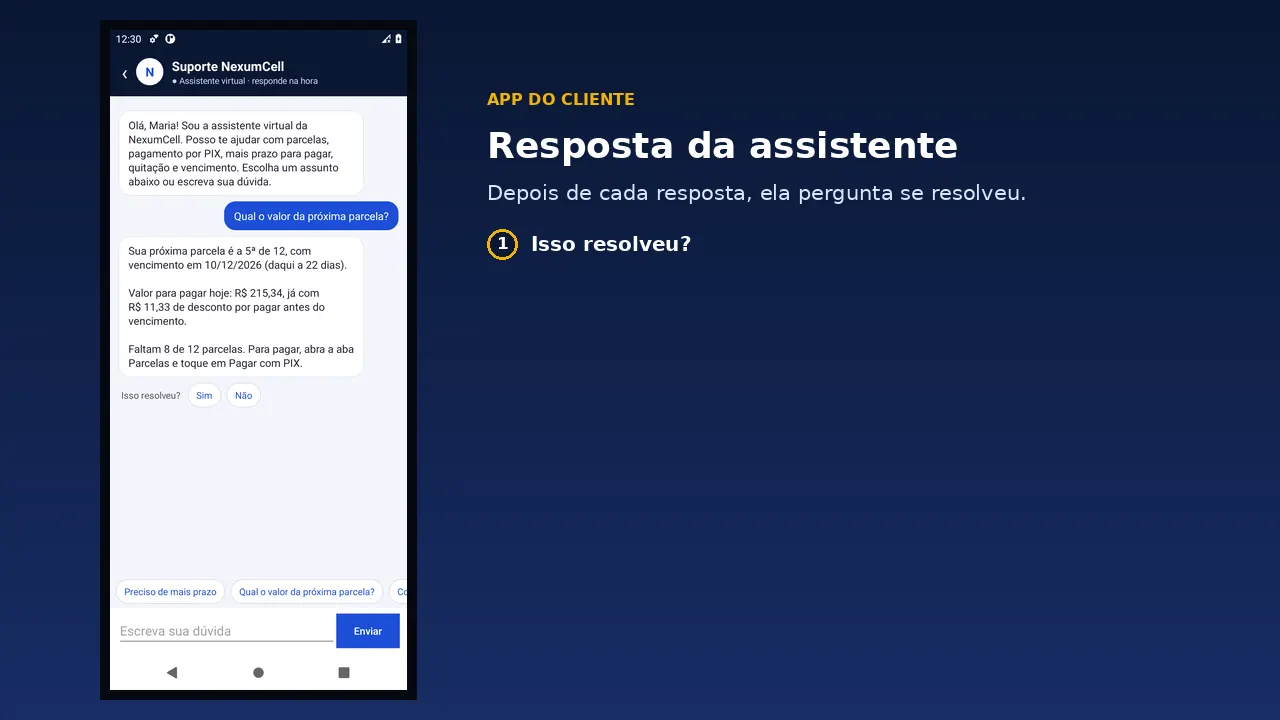 12:30
N
Suporte NexumCell
● Assistente virtual · responde na hora
Olá, Maria! Sou a assistente virtual da
NexumCell. Posso te ajudar com parcelas,
pagamento por PIX, mais prazo para pagar,
quitação e vencimento. Escolha um assunto
abaixo ou escreva sua dúvida.
Qual o valor da próxima parcela?
Sua próxima parcela é a 5ª de 12, com
vencimento em 10/12/2026 (daqui a 22 dias).
Valor para pagar hoje: R$ 215,34, já com
R$ 11,33 de desconto por pagar antes do
vencimento.
Faltam 8 de 12 parcelas. Para pagar, abra a aba
Parcelas e toque em Pagar com PIX.
Isso resolveu? Sim Não
Preciso de mais prazo Qual o valor da próxima parcela? Co
Escreva sua dúvida Enviar
APP DO CLIENTE
Resposta da assistente
Depois de cada resposta, ela pergunta se resolveu.
1 Isso resolveu?